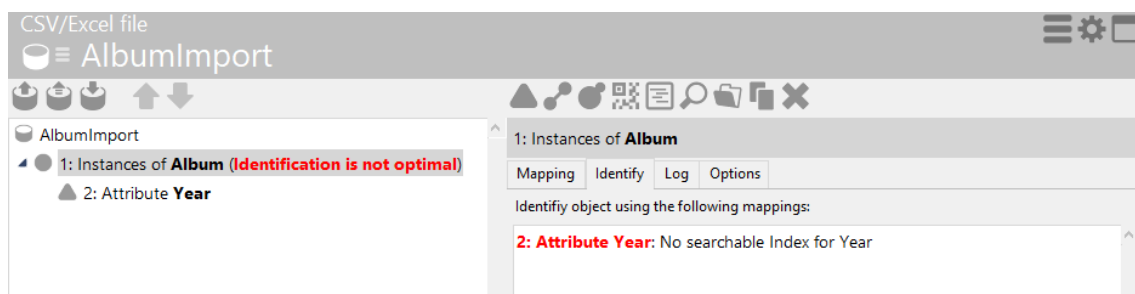 CSV/Excel file
AlbumImport
AlbumImport
1: Instances of Album (Identification is not optimal)
2: Attribute Year
1: Instances of Album
Mapping Identify Log Options
Identifiy object using the following mappings:
2: Attribute Year: No searchable Index for Year